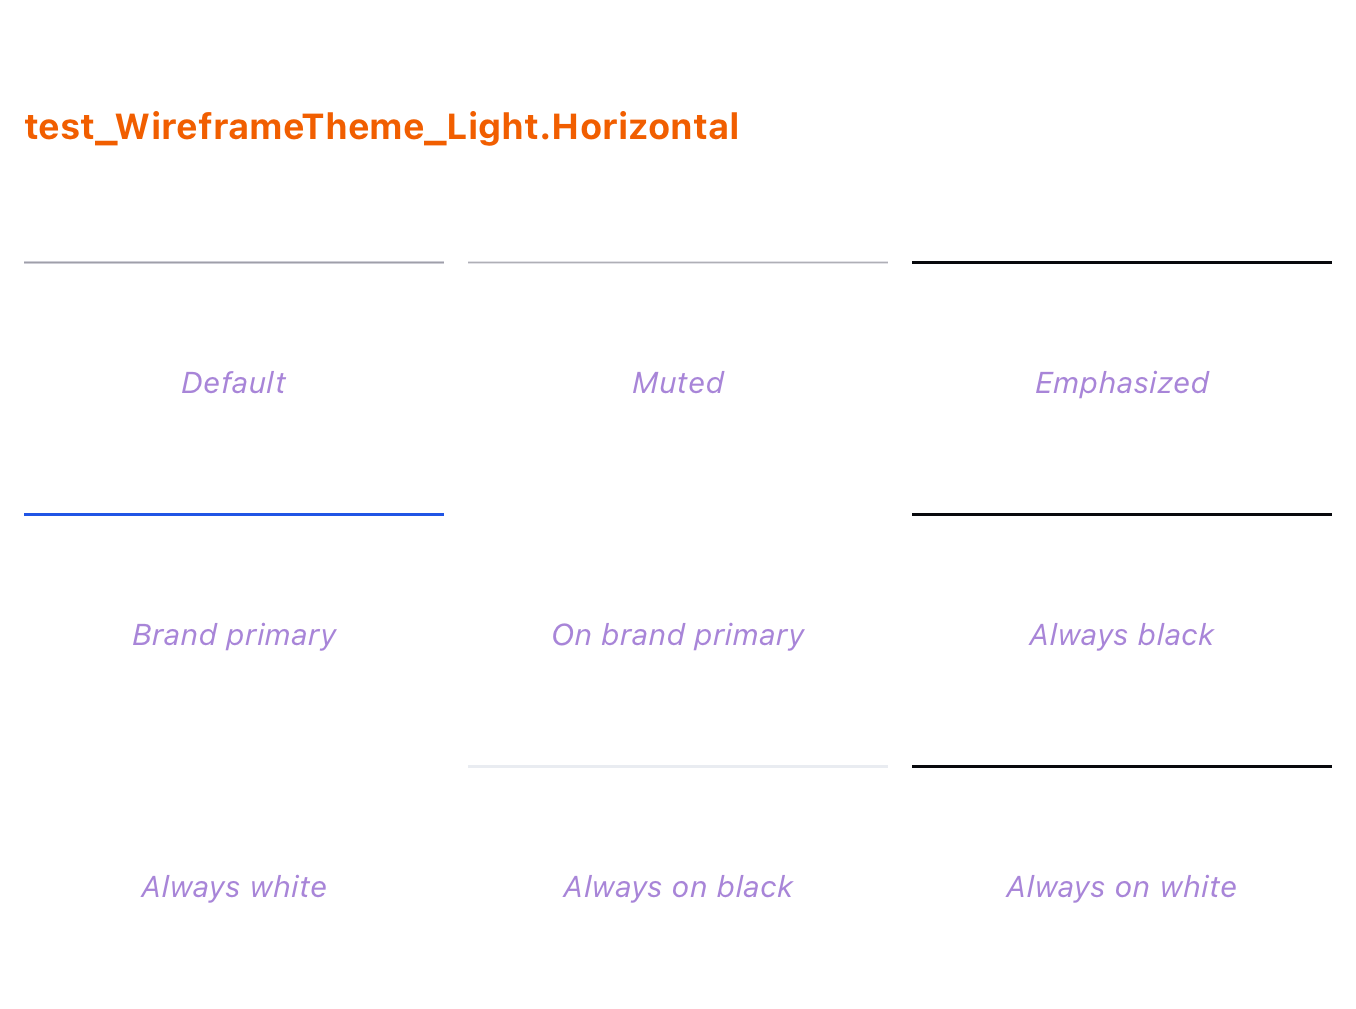 test_WireframeTheme_Light.Horizontal
Default
Muted
Emphasized
Brand primary
On brand primary
Always black
Always white
Always on black
Always on white